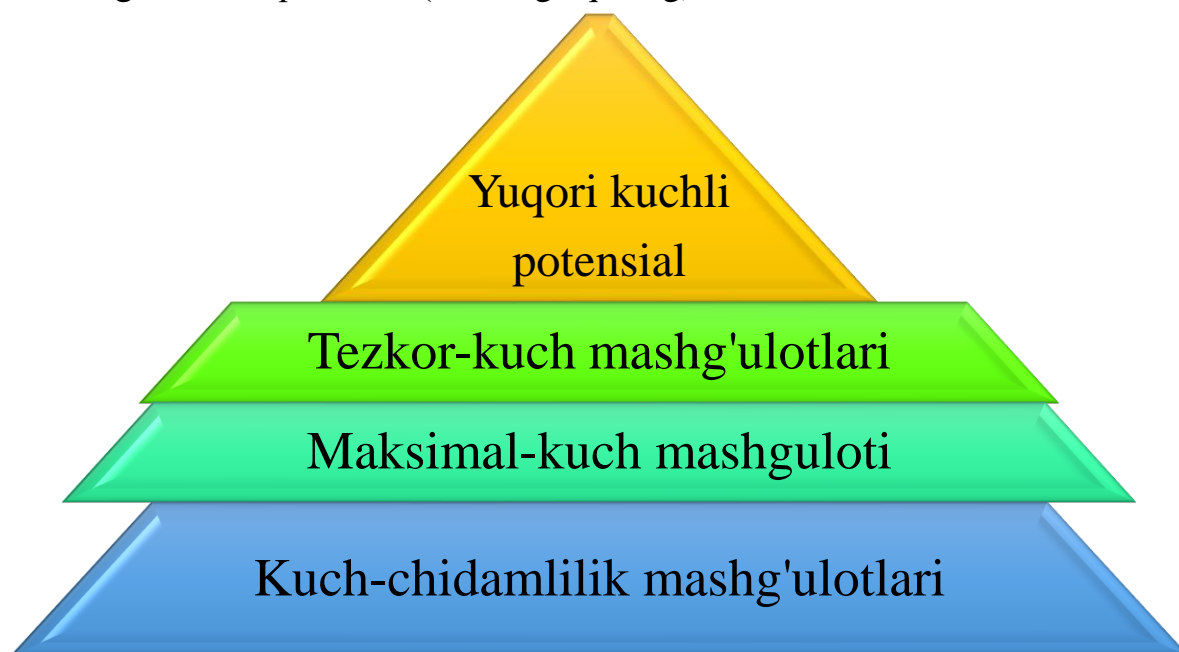 Yuqori kuchli
potensial
Tezkor-kuch mashg'ulotlari
Maksimal-kuch mashguloti
Kuch-chidamlilik mashg'ulotlari